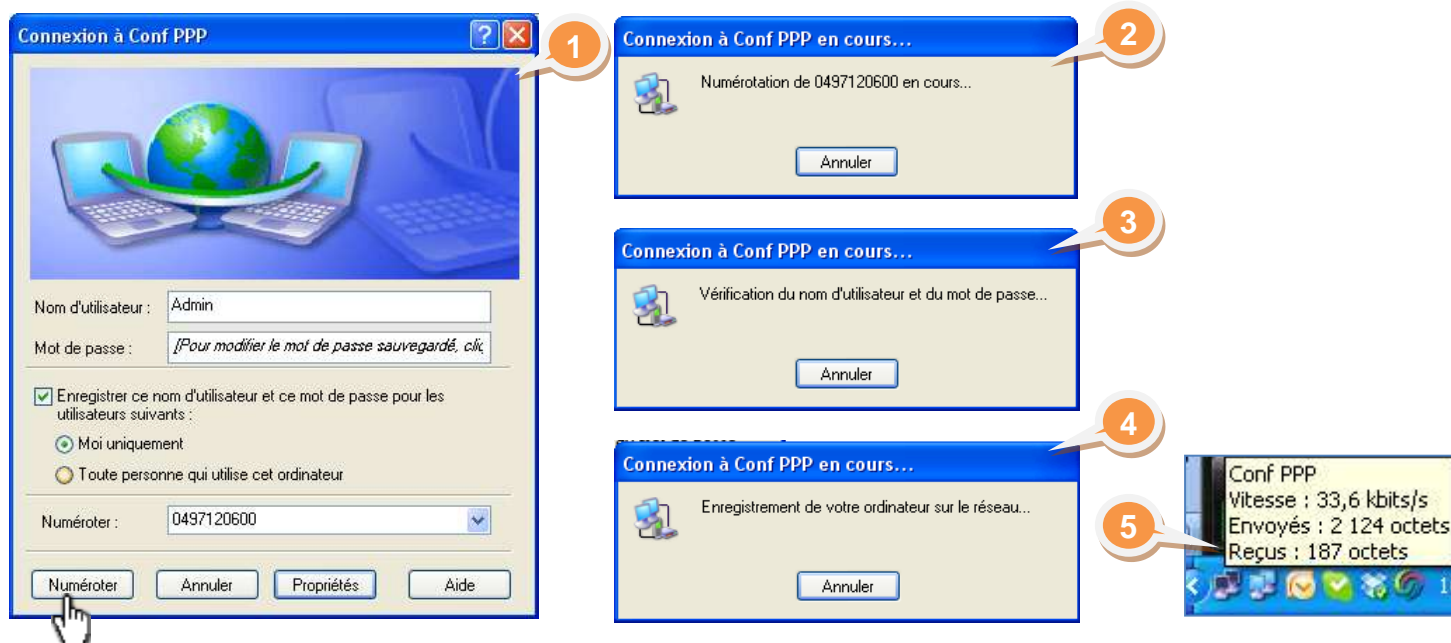 Connexion à Conf PPP
1
Nom d'utilisateur :
Admin
Mot de passe :
[Pour modifier le mot de passe sauvegardé, clic
Enregistrer ce nom d'utilisateur et ce mot de passe pour les
utilisateurs suivants :
Moi uniquement
Toute personne qui utilise cet ordinateur
Numéroter :
0497120600
Numéroter
Annuler
Propriétés
Aide
2
Connexion à Conf PPP en cours...
Numérotation de 0497120600 en cours...
Annuler
3
Connexion à Conf PPP en cours...
Vérification du nom d'utilisateur et du mot de passe...
Annuler
4
Connexion à Conf PPP en cours...
Enregistrement de votre ordinateur sur le réseau...
Annuler
5
Conf PPP
Vitesse : 33,6 kbits/s
Envoyés : 2 124 octets
Reçus : 187 octets
1